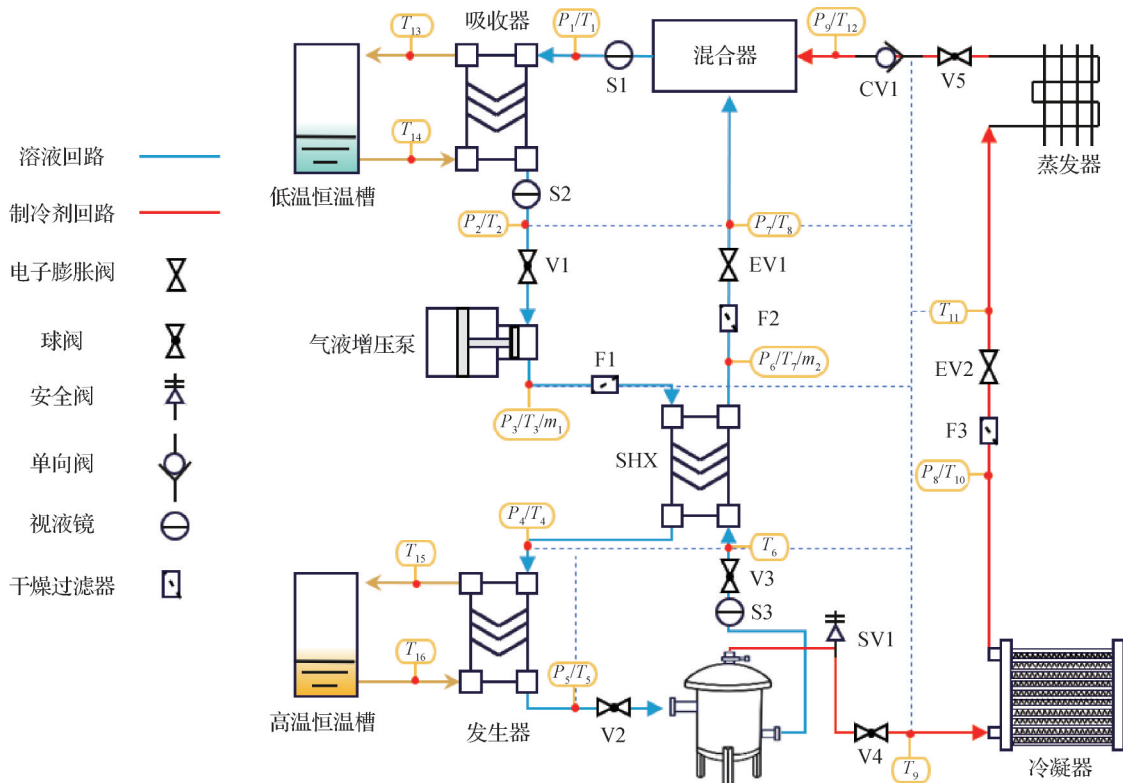 吸收器
T13
P1/T1
S1
混合器
P9/T12
CV1
V5
蒸发器
T14
低温恒温槽
S2
P2/T2
P7/T8
V1
EV1
气液增压泵
F2
F1
P6/T7/m2
P3/T3/m1
T11
EV2
F3
P8/T10
SHX
溶液回路
制冷剂回路
电子膨胀阀
球阀
安全阀
单向阀
视液镜
干燥过滤器
P4/T4
T15
T6
V3
S3
SV1
T16
P5/T5
高温恒温槽
发生器
V2
V4
T9
冷凝器